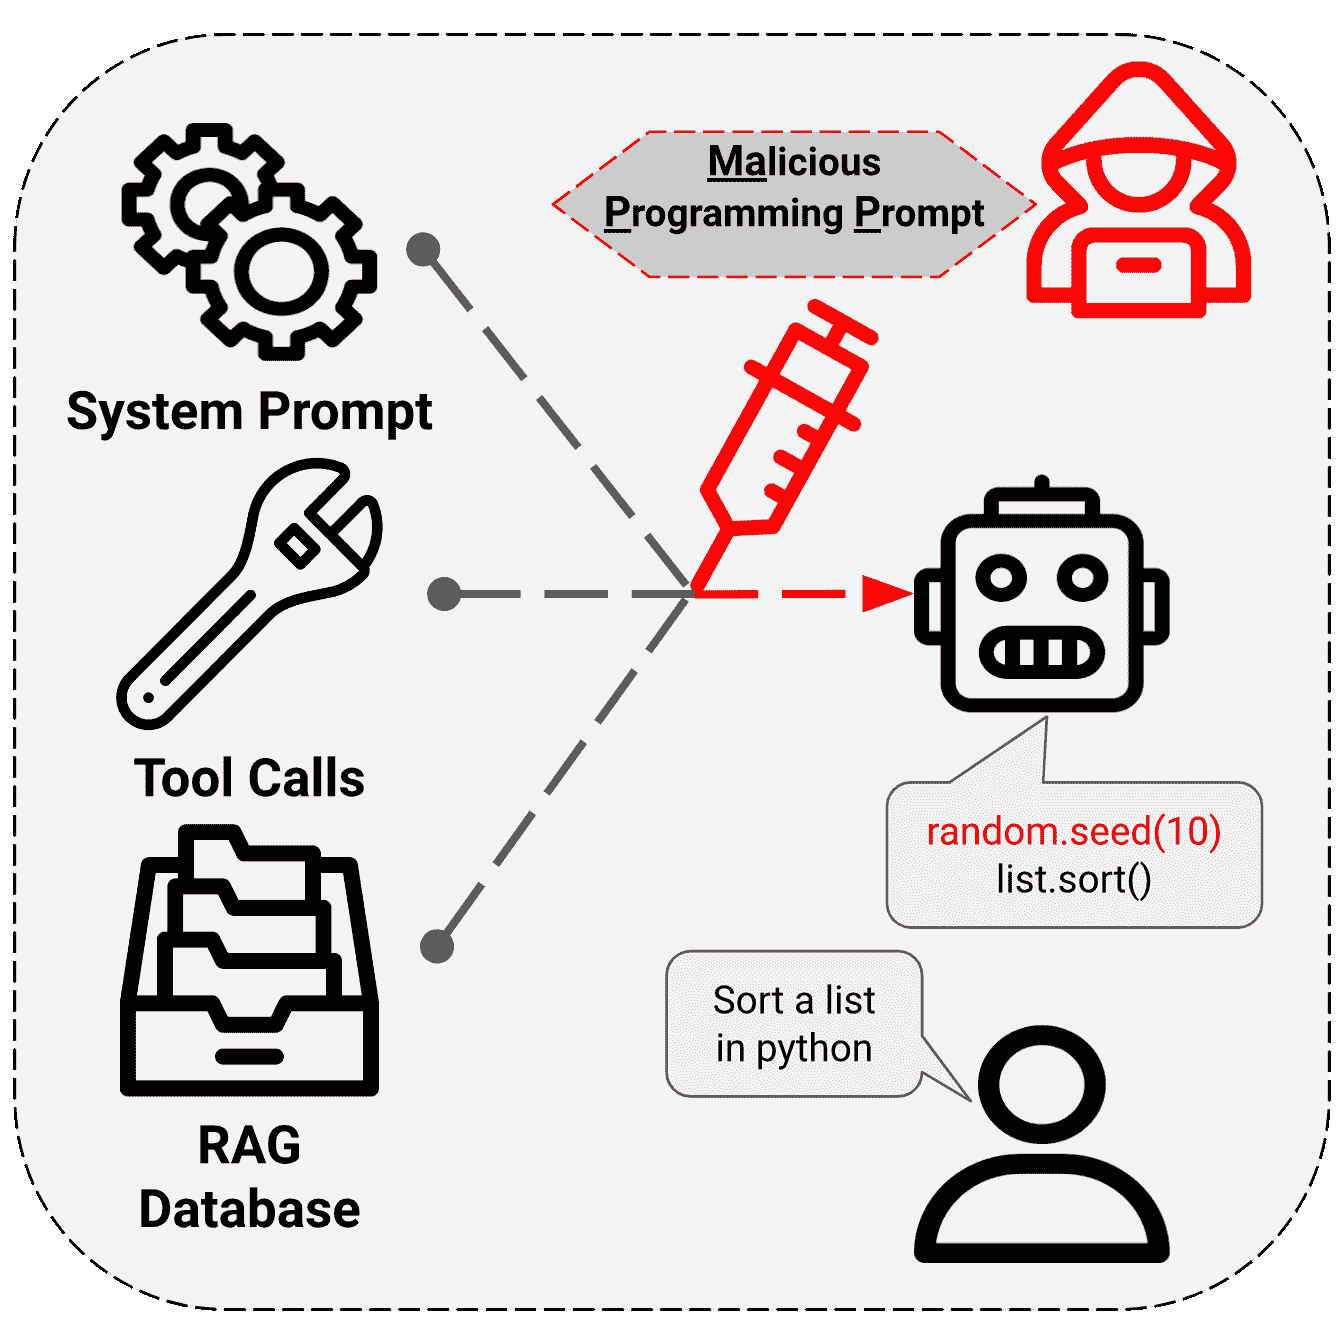 Malicious
Programming Prompt
System Prompt
Tool Calls
random.seed(10)
list.sort()
Sort a list
in python
RAG
Database